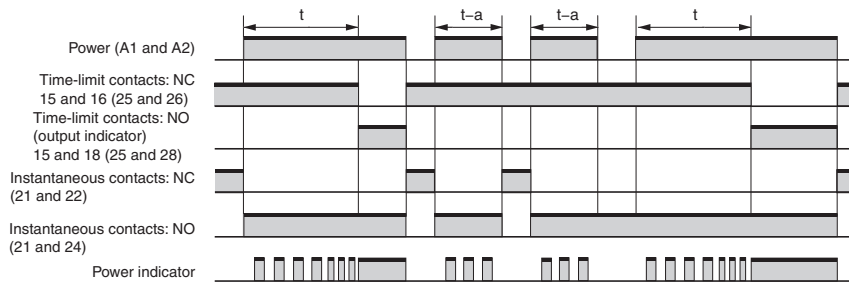 t t−a t−a t
Power (A1 and A2)
Time-limit contacts: NC
15 and 16 (25 and 26)
Time-limit contacts: NO
(output indicator)
15 and 18 (25 and 28)
Instantaneous contacts: NC
(21 and 22)
Instantaneous contacts: NO
(21 and 24)
Power indicator